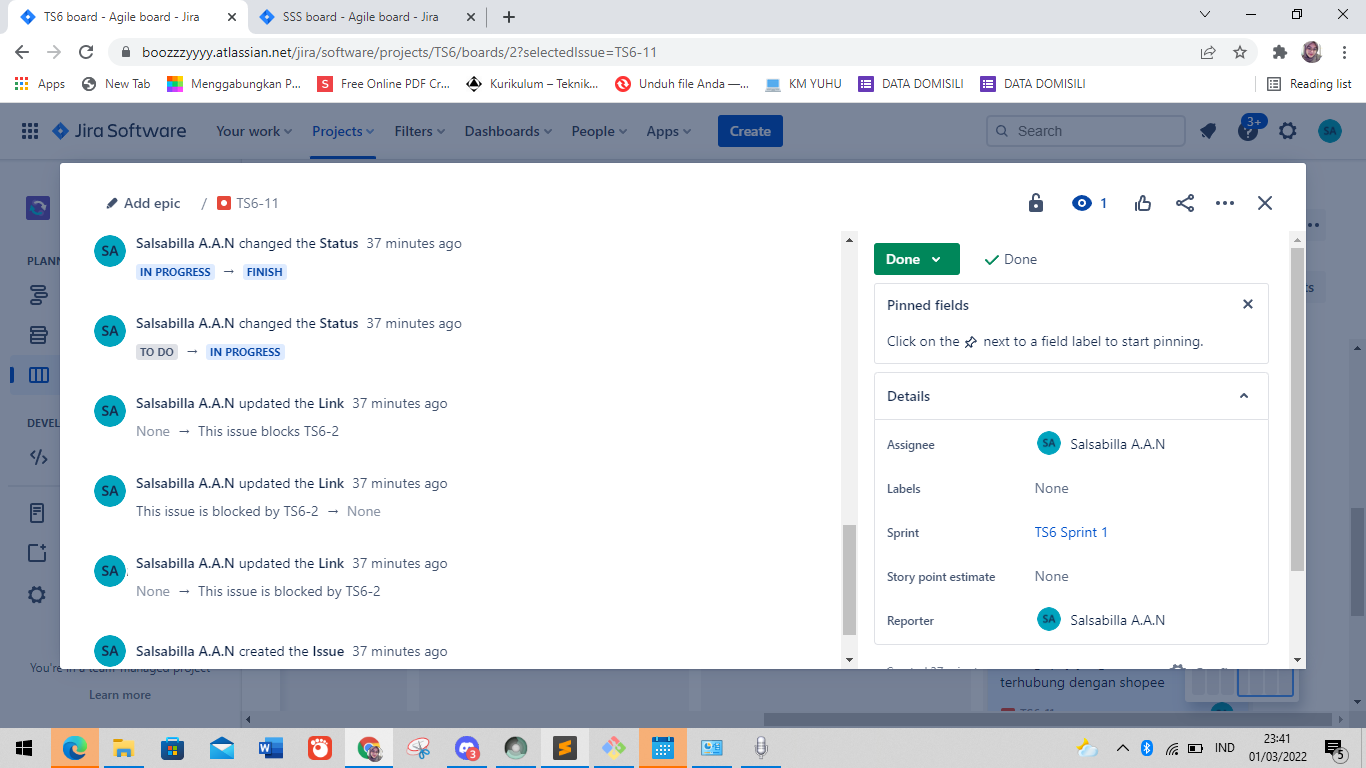 TS6 board - Agile board - Jira
SSS board - Agile board - Jira
boozzzyyyy.atlassian.net/jira/software/projects/TS6/boards/2?selectedIssue=TS6-11
Apps
New Tab
Menggabungkan P...
Free Online PDF Cr...
Kurikulum – Teknik...
Unduh file Anda —...
KM YUHU
DATA DOMISILI
DATA DOMISILI
Reading list
Jira Software
Your work
Projects
Filters
Dashboards
People
Apps
Create
Search
3+
SA
Add epic
/ TS6-11
1
PLANN
DEVEL
SA
Salsabilla A.A.N changed the Status 37 minutes ago
IN PROGRESS → FINISH
SA
Salsabilla A.A.N changed the Status 37 minutes ago
TO DO → IN PROGRESS
SA
Salsabilla A.A.N updated the Link 37 minutes ago
None → This issue blocks TS6-2
SA
Salsabilla A.A.N updated the Link 37 minutes ago
This issue is blocked by TS6-2 → None
SA
Salsabilla A.A.N updated the Link 37 minutes ago
None → This issue is blocked by TS6-2
SA
Salsabilla A.A.N created the Issue 37 minutes ago
Done
Done
Pinned fields
Click on the next to a field label to start pinning.
Details
Assignee
SA Salsabilla A.A.N
Labels
None
Sprint
TS6 Sprint 1
Story point estimate
None
Reporter
SA Salsabilla A.A.N
You're in a team-managed project
Learn more
terhubung dengan shopee
3
IND
23:41
01/03/2022
5